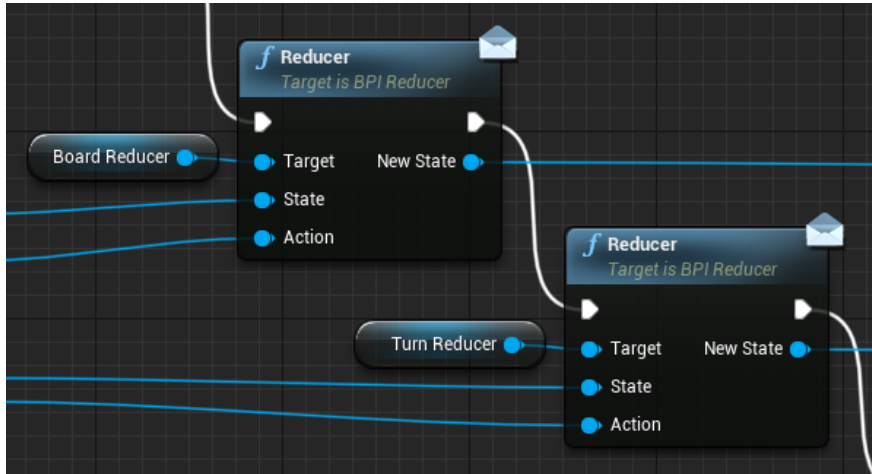 f Reducer
Target is BPI Reducer
Board Reducer
Target New State
State
Action
f Reducer
Target is BPI Reducer
Turn Reducer
Target New State
State
Action